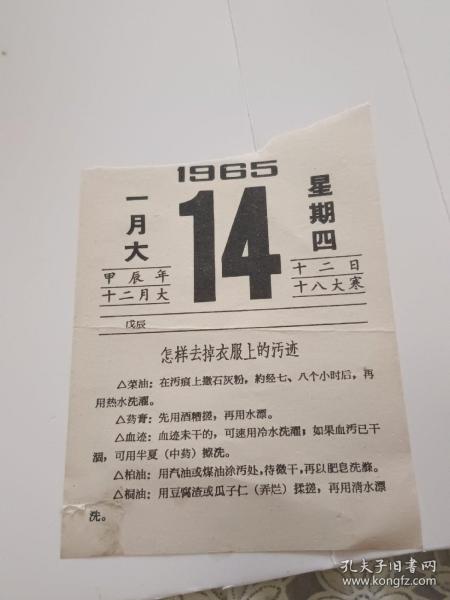 1965
一月大
14
星期四
甲辰年
十二月大
十二日
十八大寒
戊辰
怎样去掉衣服上的污迹
△菜油：在污痕上撒石灰粉，約经七、八个小时后，再
用热水洗濯。
△药膏：先用酒糟搓，再用水漂。
△血迹：血迹未干的，可速用冷水洗濯；如果血污已干
涸，可用半夏（中药）擦洗。
△柏油：用汽油或煤油涂污处，待微干，再以肥皂洗滌。
△桐油：用豆腐渣或瓜子仁（弄烂）揉搓，再用清水漂
洗。
孔夫子旧书网
www.kongfz.com